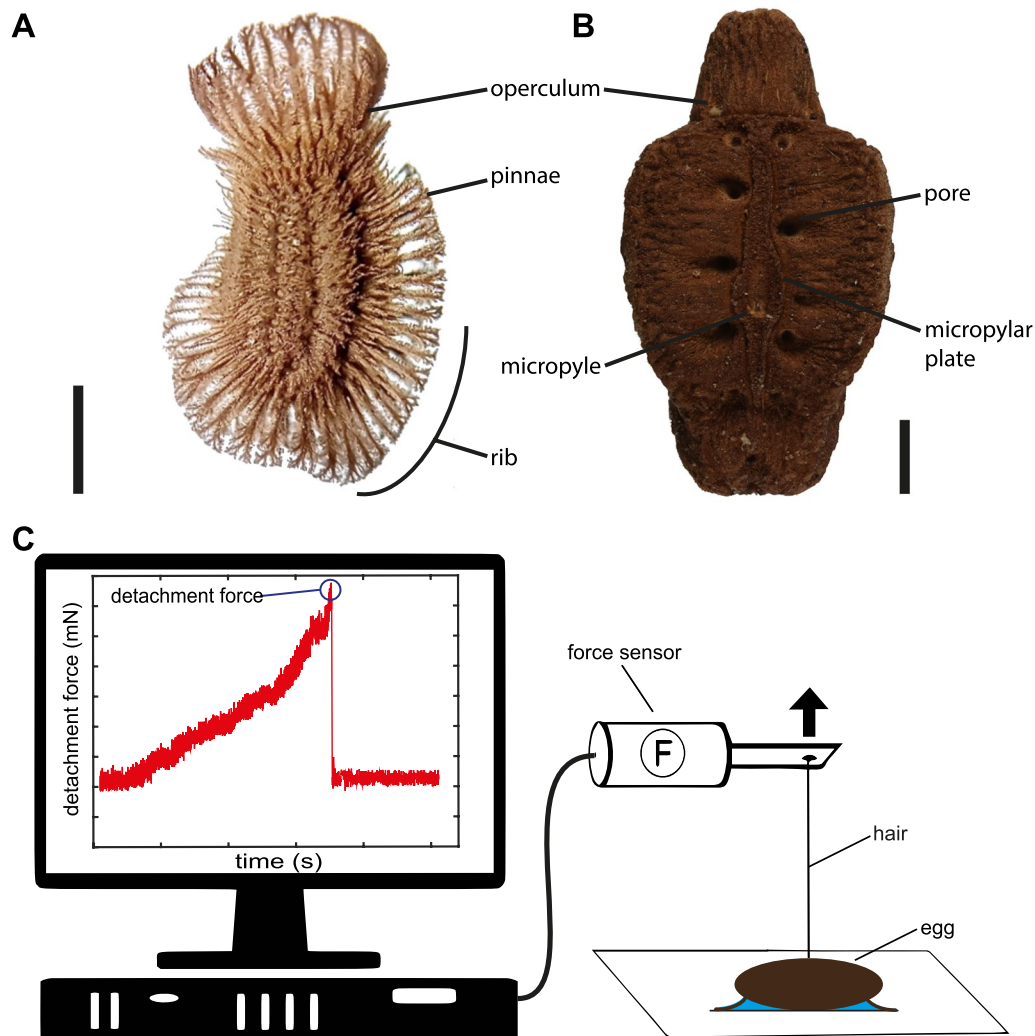 A
B
operculum
pinnae
pore
micropyle
micropylar
plate
rib
C
detachment force
detachment force (mN)
time (s)
force sensor
F
hair
egg